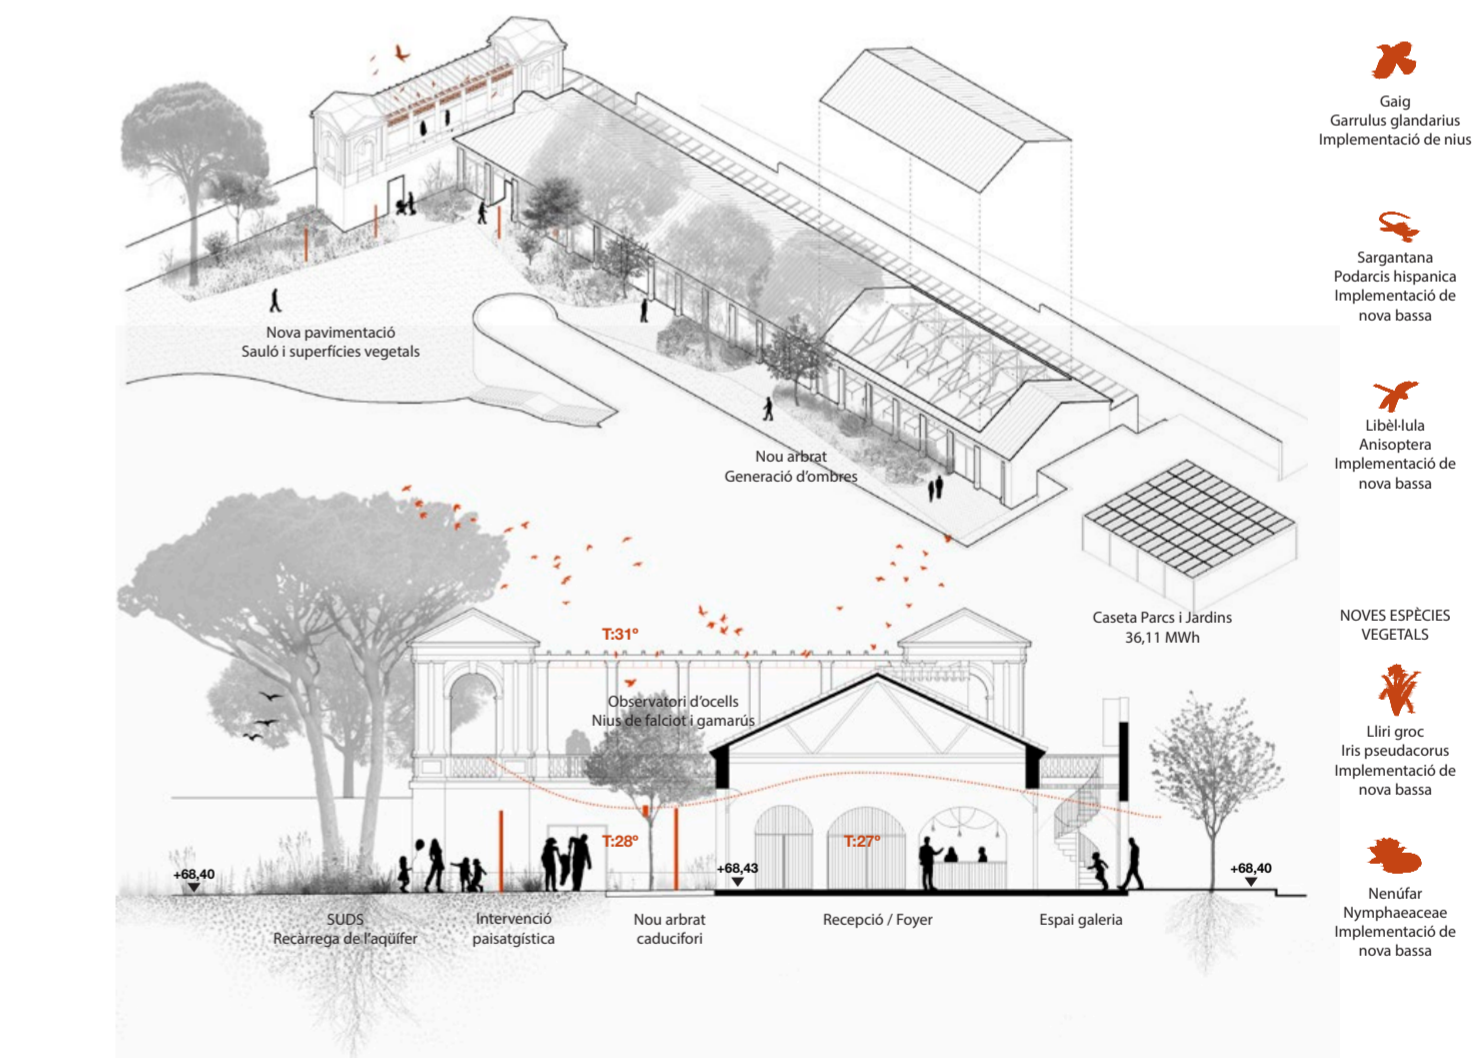 Gaig
Garrulus glandarius
Implementació de nius
Sargantana
Podarcis hispanica
Implementació de
nova bassa
Nova pavimentació
Sauló i superfícies vegetals
Libèl·lula
Anisoptera
Implementació de
nova bassa
Nou arbrat
Generació d'ombres
Caseta Parcs i Jardins
36,11 MWh
NOVES ESPÈCIES
VEGETALS
T:31º
Observatori d'ocells
Nius de falciot i gamarús
Lliri groc
Iris pseudacorus
Implementació de
nova bassa
T:28º
T:27º
+68,40
+68,43
+68,40
SUDS
Recàrrega de l'aqüífer
Intervenció
paisatgística
Nou arbrat
caducifori
Recepció / Foyer
Espai galeria
Nenúfar
Nymphaeaceae
Implementació de
nova bassa